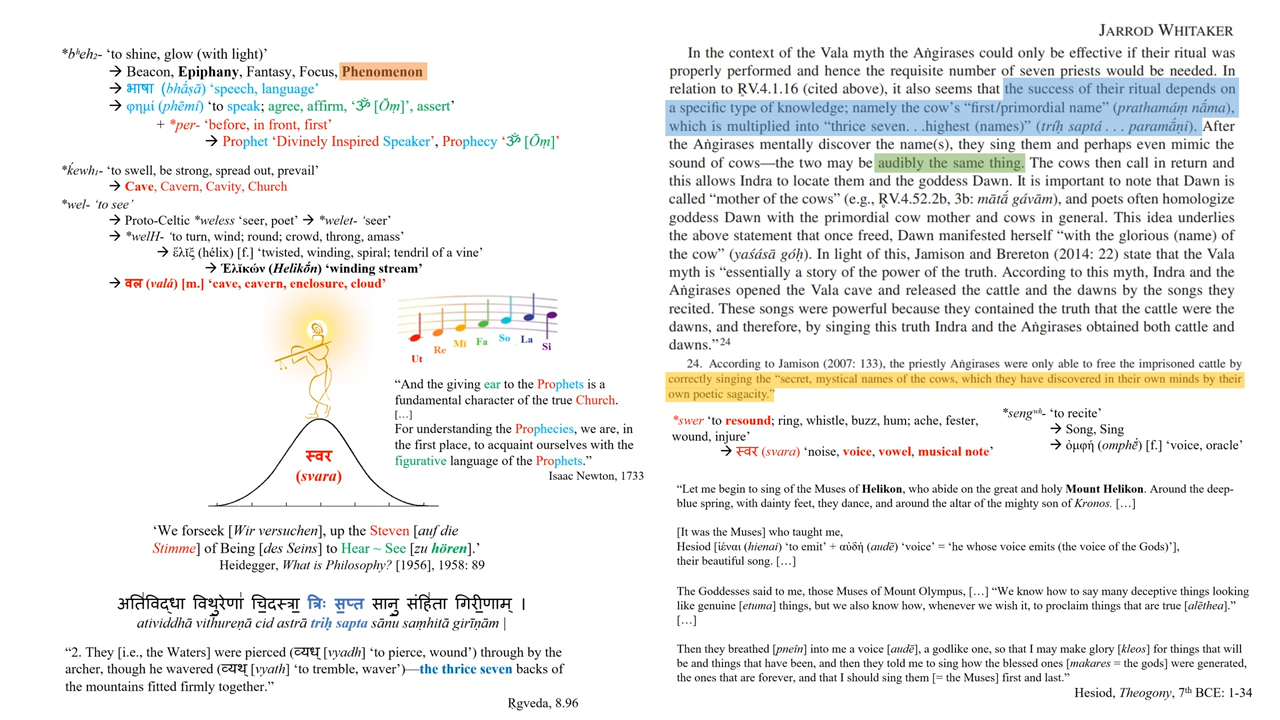 *bʰeh₂- ‘to shine, glow (with light)’
→ Beacon, Epiphany, Fantasy, Focus, Phenomenon
→ भाषा (bhā́ṣā) ‘speech, language’
→ φημί (phēmí) ‘to speak; agree, affirm, ‘ॐ [Ōṃ]’, assert’
+ *per- ‘before, in front, first’
→ Prophet ‘Divinely Inspired Speaker’, Prophecy ‘ॐ [Ōṃ]’
*ḱewh₁- ‘to swell, be strong, spread out, prevail’
→ Cave, Cavern, Cavity, Church
*wel- ‘to see’
→ Proto-Celtic *weless ‘seer, poet’ → *welet- ‘seer’
→ *welH- ‘to turn, wind; round; crowd, throng, amass’
→ ἕλῐξ (hélix) [f.] ‘twisted, winding, spiral; tendril of a vine’
→ Ἑλῐκών (Helikṓn) ‘winding stream’
→ वल (valá) [m.] ‘cave, cavern, enclosure, cloud’
Ut Re Mi Fa So La Si
“And the giving ear to the Prophets is a
fundamental character of the true Church.
[…]
For understanding the Prophecies, we are, in
the first place, to acquaint ourselves with the
figurative language of the Prophets.”
Isaac Newton, 1733
स्वर
(svara)
‘We forseek [Wir versuchen], up the Steven [auf die
Stimme] of Being [des Seins] to Hear ~ See [zu hören].’
Heidegger, What is Philosophy? [1956], 1958: 89
अति॑विद्धा विथु॒रेणा॑ चि॒दस्त्रा॒ त्रिः स॒प्त सानु॒ संहि॑ता गिरी॒णाम् ।
atividdhā vithureṇā cid astrā triḥ sapta sānu saṃhitā girīṇām |
“2. They [i.e., the Waters] were pierced (व्यध् [vyadh] ‘to pierce, wound’) through by the
archer, though he wavered (व्यथ् [vyath] ‘to tremble, waver’)—the thrice seven backs of
the mountains fitted firmly together.”
Ṛgveda, 8.96
JARROD WHITAKER
In the context of the Vala myth the Aṅgirases could only be effective if their ritual was
properly performed and hence the requisite number of seven priests would be needed. In
relation to R̥V.4.1.16 (cited above), it also seems that the success of their ritual depends on
a specific type of knowledge; namely the cow’s “first/primordial name” (prathamáṃ nā́ma),
which is multiplied into “thrice seven. . .highest (names)” (tríḥ saptá . . . paramā́ṇi). After
the Aṅgirases mentally discover the name(s), they sing them and perhaps even mimic the
sound of cows—the two may be audibly the same thing. The cows then call in return and
this allows Indra to locate them and the goddess Dawn. It is important to note that Dawn is
called “mother of the cows” (e.g., R̥V.4.52.2b, 3b: mātā́ gávām), and poets often homologize
goddess Dawn with the primordial cow mother and cows in general. This idea underlies
the above statement that once freed, Dawn manifested herself “with the glorious (name) of
the cow” (yaśásā góḥ). In light of this, Jamison and Brereton (2014: 22) state that the Vala
myth is “essentially a story of the power of the truth. According to this myth, Indra and the
Aṅgirases opened the Vala cave and released the cattle and the dawns by the songs they
recited. These songs were powerful because they contained the truth that the cattle were the
dawns, and therefore, by singing this truth Indra and the Aṅgirases obtained both cattle and
dawns.”24
24. According to Jamison (2007: 133), the priestly Aṅgirases were only able to free the imprisoned cattle by
correctly singing the “secret, mystical names of the cows, which they have discovered in their own minds by their
own poetic sagacity.”
*swer ‘to resound; ring, whistle, buzz, hum; ache, fester,
wound, injure’
→ स्वर (svara) ‘noise, voice, vowel, musical note’
*sengʷʰ- ‘to recite’
→ Song, Sing
→ ὀμφή (omphḗ) [f.] ‘voice, oracle’
“Let me begin to sing of the Muses of Helikon, who abide on the great and holy Mount Helikon. Around the deep-
blue spring, with dainty feet, they dance, and around the altar of the mighty son of Kronos. […]
[It was the Muses] who taught me,
Hesiod [ἱέναι (hienai) ‘to emit’ + αὐδή (audē) ‘voice’ = ‘he whose voice emits (the voice of the Gods)’],
their beautiful song. […]
The Goddesses said to me, those Muses of Mount Olympus, […] “We know how to say many deceptive things looking
like genuine [etuma] things, but we also know how, whenever we wish it, to proclaim things that are true [alēthea].”
[…]
Then they breathed [pneîn] into me a voice [audē], a godlike one, so that I may make glory [kleos] for things that will
be and things that have been, and then they told me to sing how the blessed ones [makares = the gods] were generated,
the ones that are forever, and that I should sing them [= the Muses] first and last.”
Hesiod, Theogony, 7th BCE: 1-34